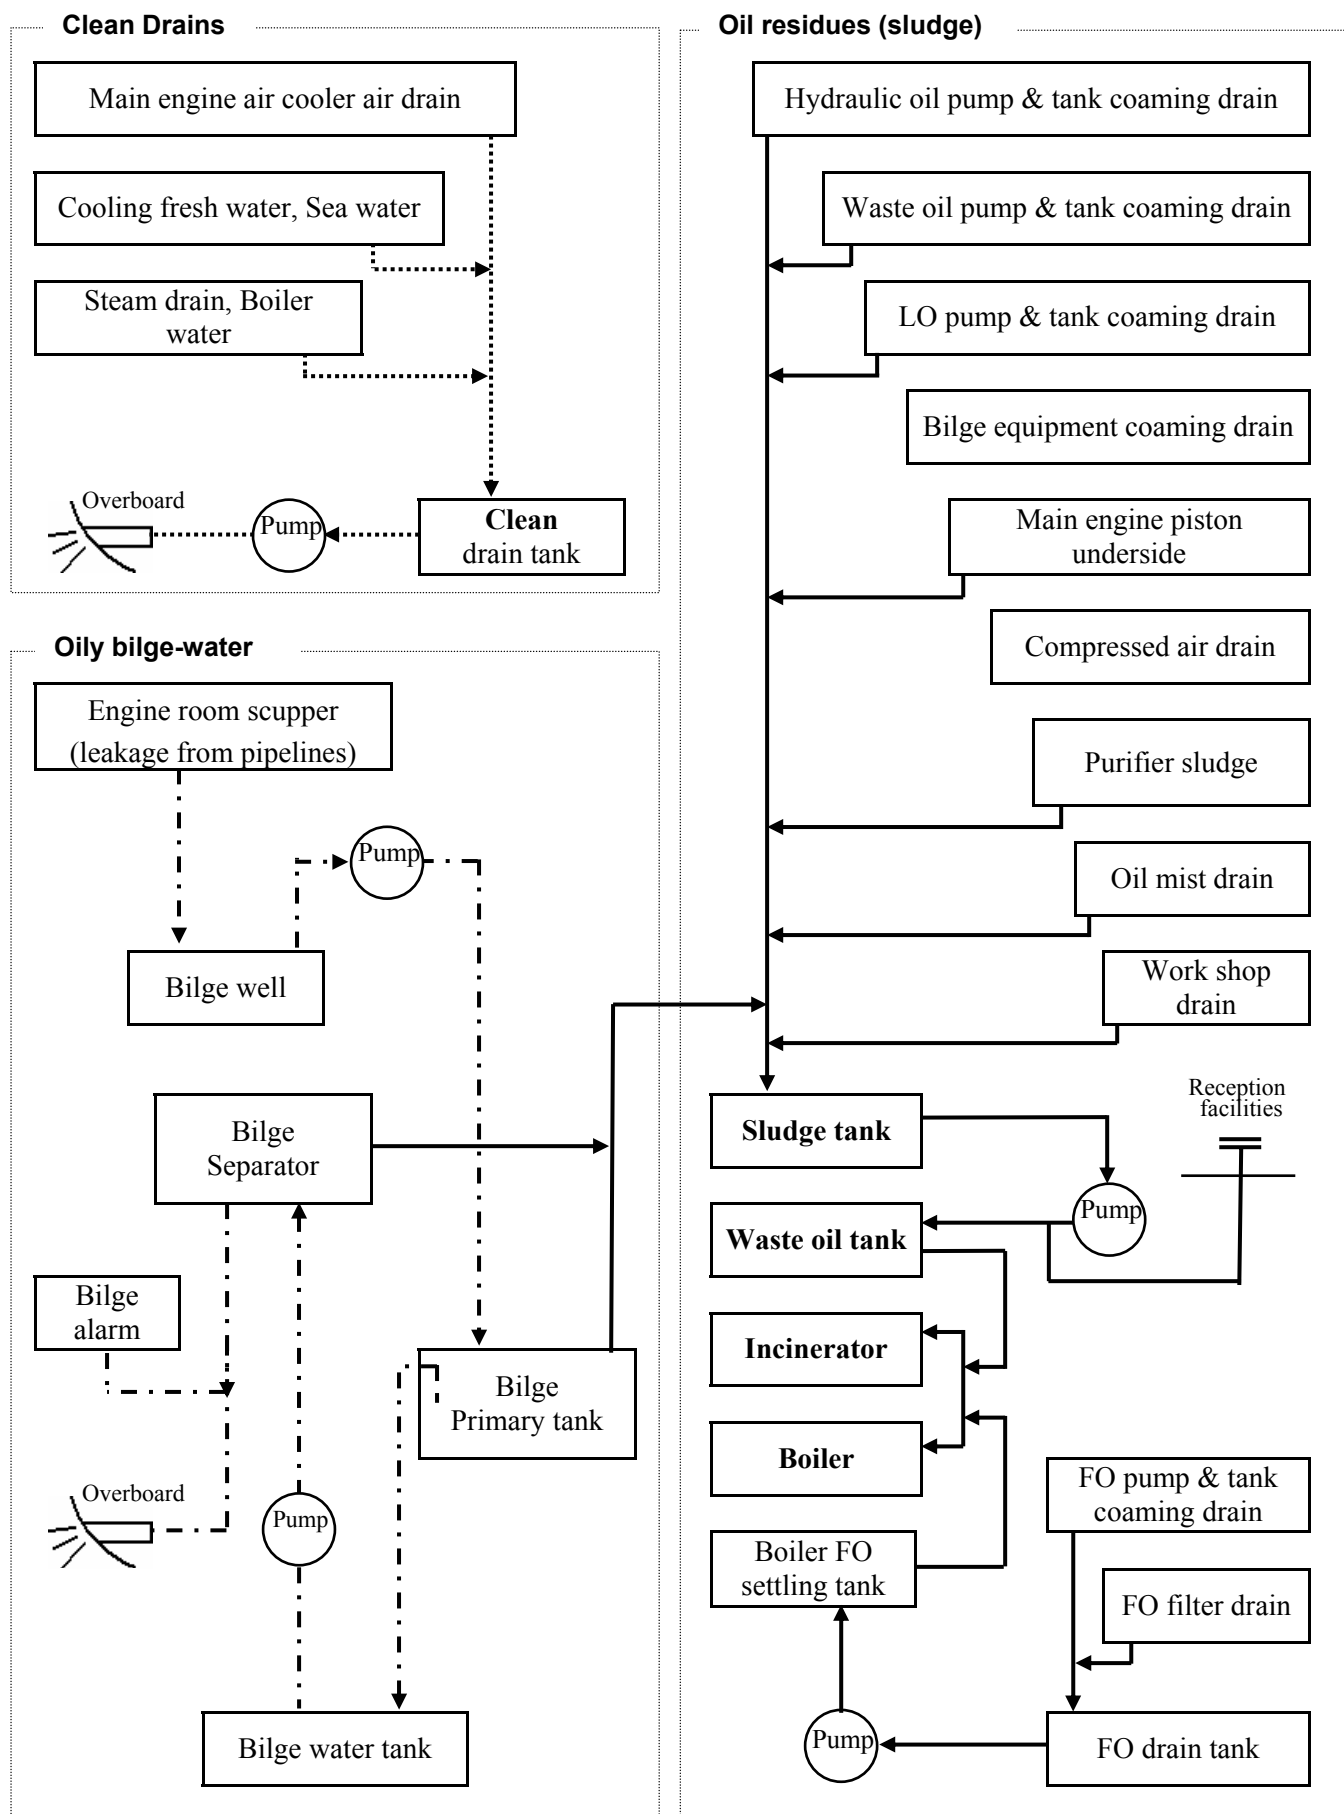 Clean Drains
Main engine air cooler air drain
Cooling fresh water, Sea water
Steam drain, Boiler
water
Overboard
Pump
Clean
drain tank
Oily bilge-water
Engine room scupper
(leakage from pipelines)
Pump
Bilge well
Bilge
Separator
Bilge
alarm
Bilge
Primary tank
Overboard
Pump
Bilge water tank
Oil residues (sludge)
Hydraulic oil pump & tank coaming drain
Waste oil pump & tank coaming drain
LO pump & tank coaming drain
Bilge equipment coaming drain
Main engine piston
underside
Compressed air drain
Purifier sludge
Oil mist drain
Work shop
drain
Reception
facilities
Sludge tank
Pump
Waste oil tank
Incinerator
Boiler
FO pump & tank
coaming drain
Boiler FO
settling tank
FO filter drain
Pump
FO drain tank